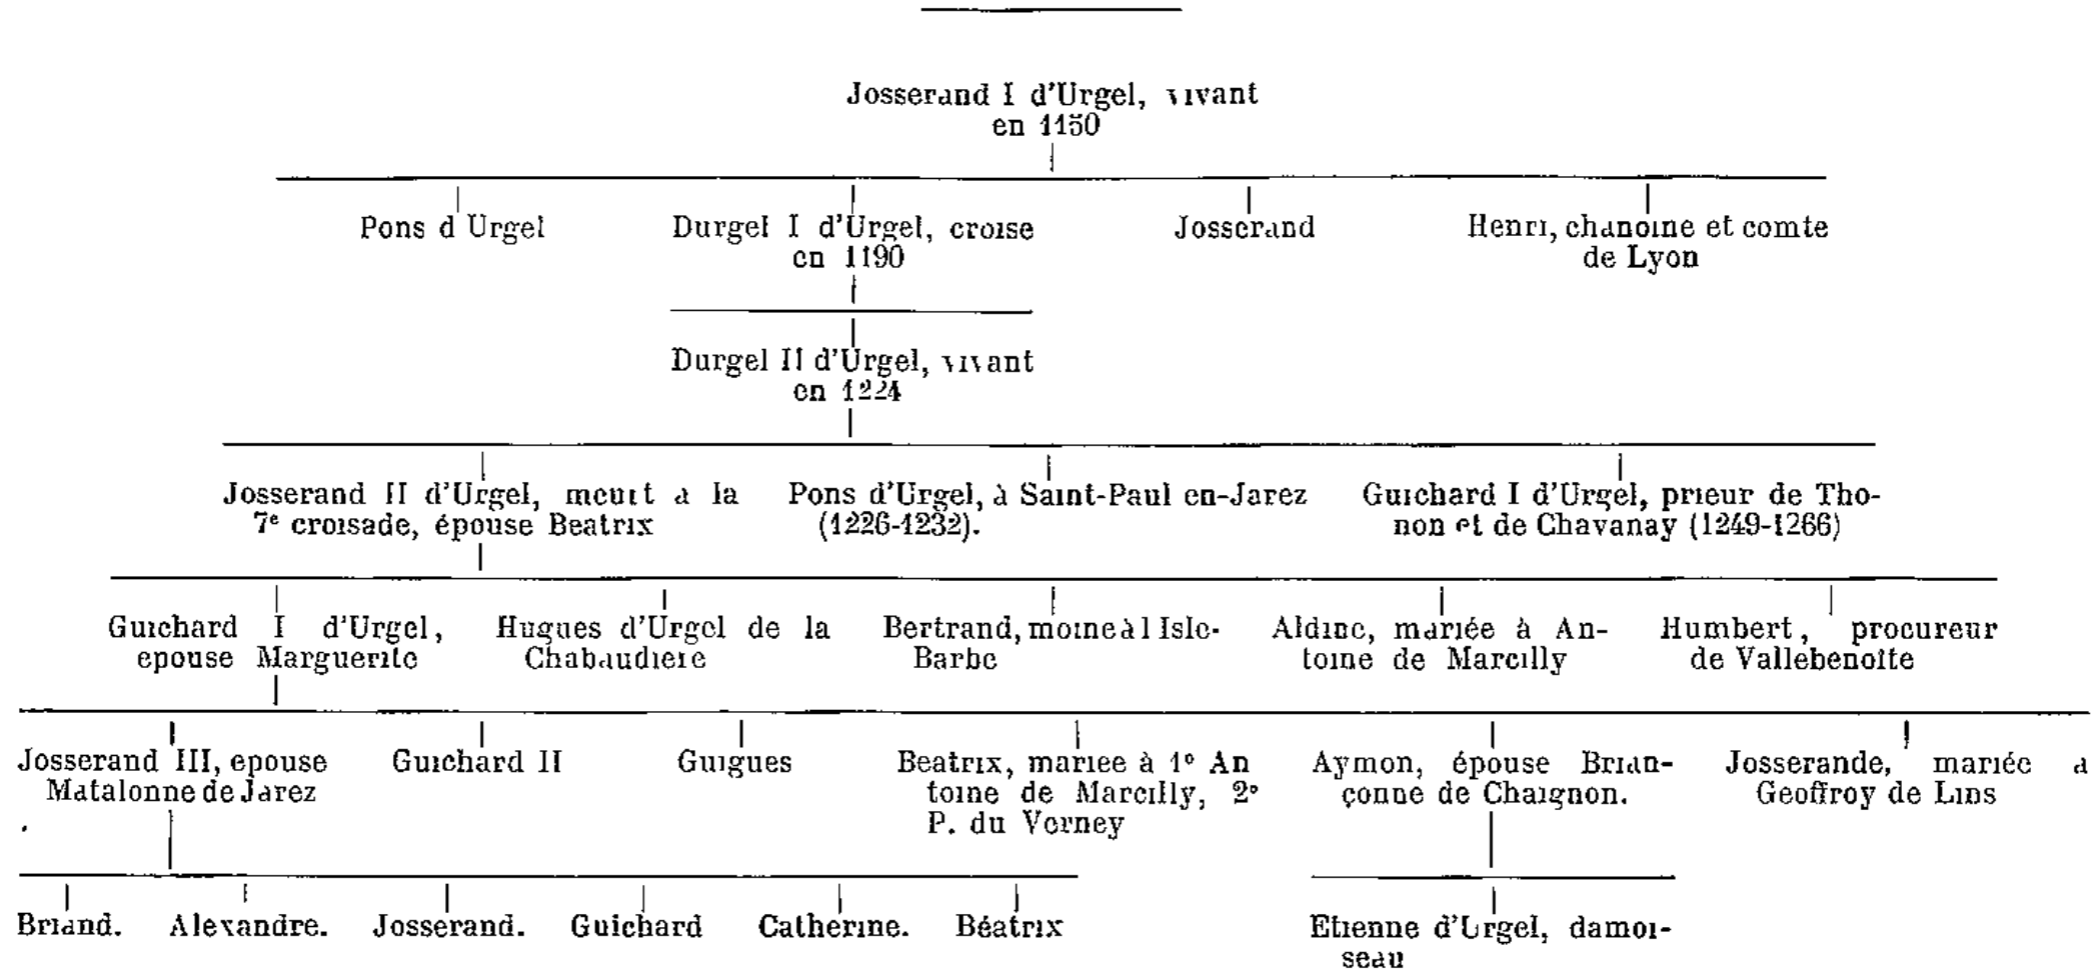 Josserand I d'Urgel, vivant
en 1150
Pons d Urgel
Durgel I d'Urgel, croise
en 1190
Josserand
Henri, chanoine et comte
de Lyon
Durgel II d'Urgel, vivant
en 1224
Josserand II d'Urgel, meurt a la
7e croisade, épouse Beatrix
Pons d'Urgel, à Saint-Paul en-Jarez
(1226-1232).
Guichard I d'Urgel, prieur de Tho-
non et de Chavanay (1249-1266)
Guichard I d'Urgel,
epouse Marguerite
Hugues d'Urgel de la
Chabaudiere
Bertrand, moine à l Isle-
Barbe
Aldine, mariée à An-
toine de Marcilly
Humbert, procureur
de Vallebenoîte
Josserand III, epouse
Matalonne de Jarez
Guichard II
Guigues
Beatrix, mariee à 1° An
toine de Marcilly, 2°
P. du Verney
Aymon, épouse Brian-
çonne de Chaignon.
Josserande, mariée a
Geoffroy de Lins
Briand.
Alexandre.
Josserand.
Guichard
Catherine.
Béatrix
Etienne d'Urgel, damoi-
seau